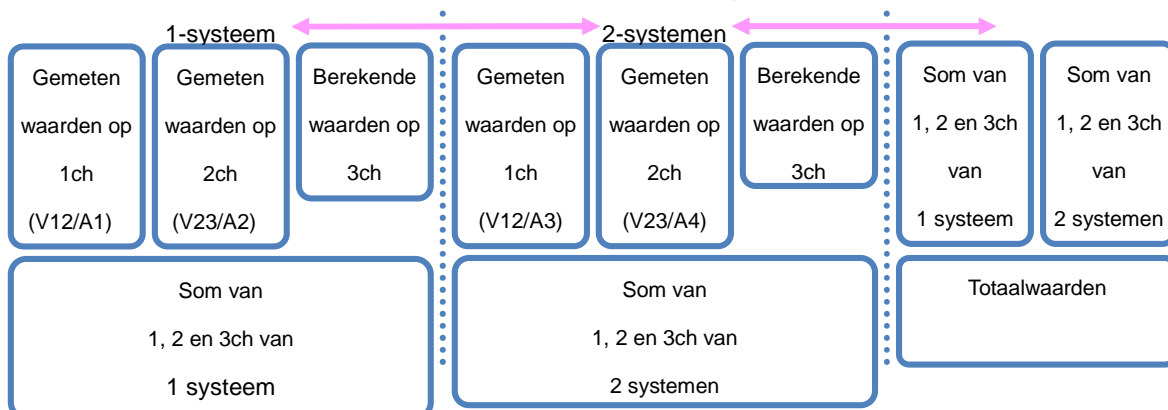 1-systeem
2-systemen
Gemeten
waarden op
1ch
(V12/A1)
Gemeten
waarden op
2ch
(V23/A2)
Berekende
waarden op
3ch
Gemeten
waarden op
1ch
(V12/A3)
Gemeten
waarden op
2ch
(V23/A4)
Berekende
waarden op
3ch
Som van
1, 2 en 3ch
van
1 systeem
Som van
1, 2 en 3ch
van
2 systemen
Som van
1, 2 en 3ch van
1 systeem
Som van
1, 2 en 3ch van
2 systemen
Totaalwaarden